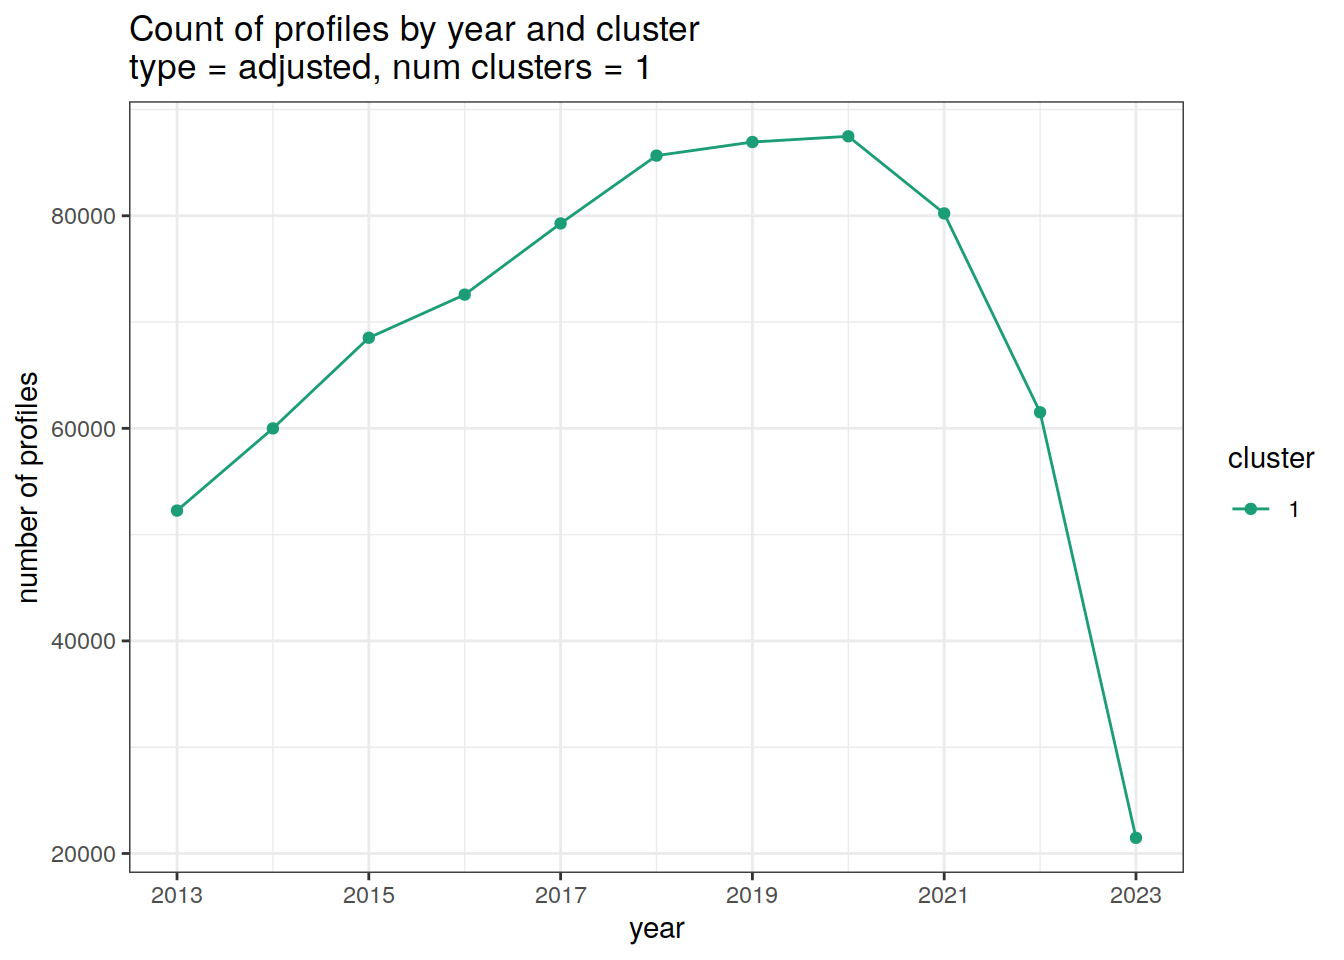 Count of profiles by year and cluster
type = adjusted, num clusters = 1
number of profiles
80000
60000
40000
20000
2013
2015
2017
2019
2021
2023
year
cluster
1